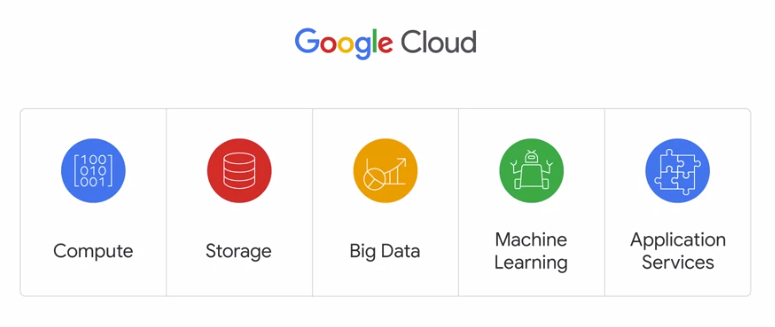 Google Cloud
100
010
001
Compute
Storage
Big Data
Machine
Learning
Application
Services